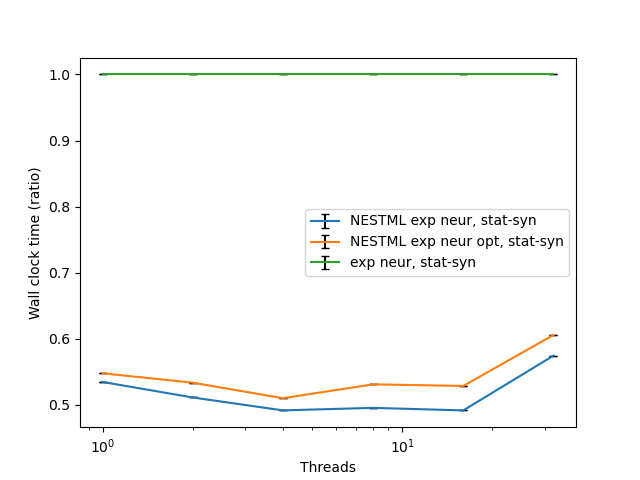 1.0
0.9
0.8
0.7
0.6
0.5
Wall clock time (ratio)
NESTML exp neur, stat-syn
NESTML exp neur opt, stat-syn
exp neur, stat-syn
10⁰
10¹
Threads